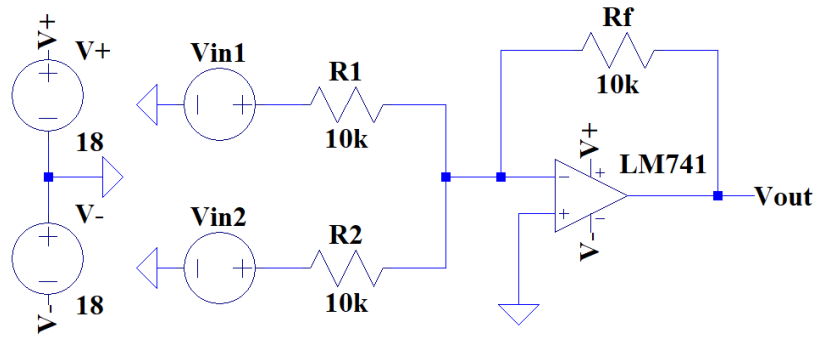 V+
V+
18
V-
18
V-
Vin1
R1
10k
Vin2
R2
10k
Rf
10k
V+
LM741
V-
Vout